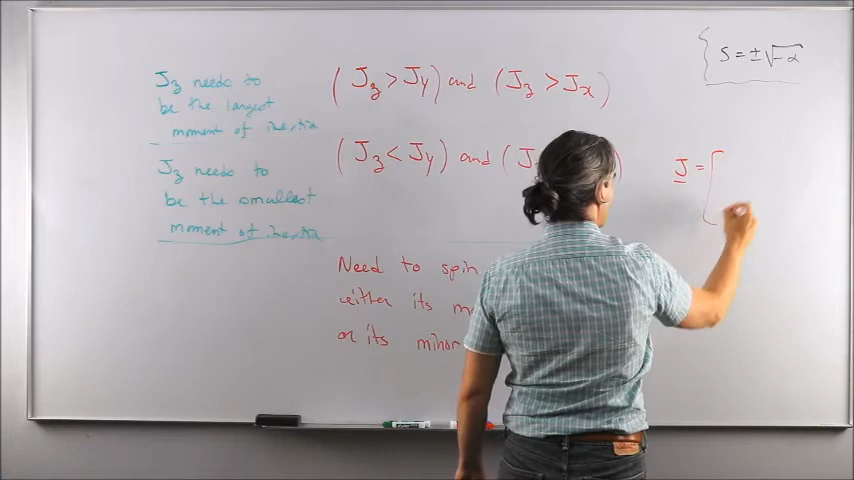 Jz needs to
be the largest
moment of inertia
Jz needs to
be the smallest
moment of inertia
(Jz > Jy) and (Jz > Jx)
(Jz < Jy) and (J )
Need to spin
either its
or its minor
S = ±√-α
J = [